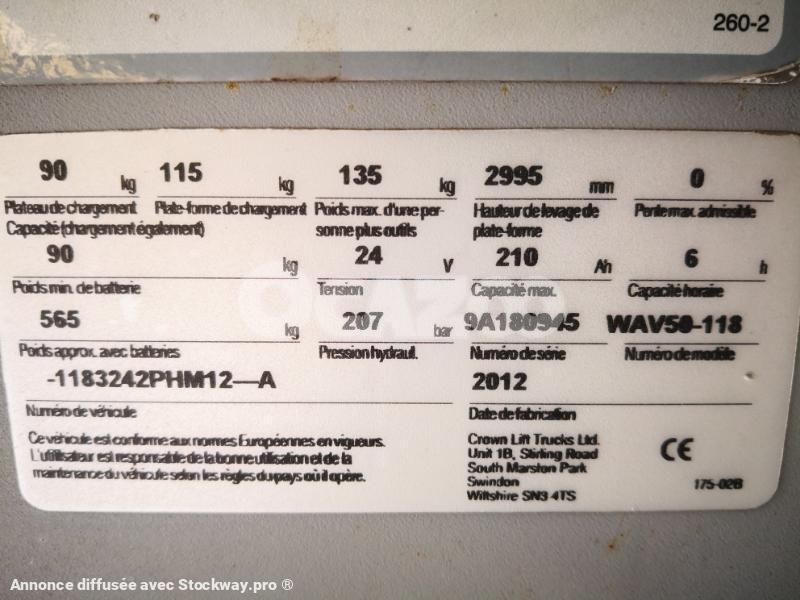 260-2
90 kg 115 kg 135 kg 2995 mm 0 %
Plateau de chargement Plate-forme de chargement Poids max. d'une per- Hauteur de levage de Pente max. admissible
Capacité (chargement également) sonne plus outils plate-forme
90 kg 24 V 210 Ah 6 h
Poids min. de batterie Tension Capacité max. Capacité horaire
565 kg 207 bar 9A180945 WAV50-118
Poids approx. avec batteries Pression hydraul. Numéro de série Numéro de modèle
-1183242PHM12--A 2012
Numéro de véhicule Date de fabrication
Ce véhicule est conforme aux normes Européennes en vigueurs. Crown Lift Trucks Ltd.
L'utilisateur est responsable de la bonne utilisation et de la Unit 1B, Stirling Road
maintenance du véhicule selon les règles du pays où il opère. South Marston Park
Swindon
Wiltshire SN3 4TS
CE
175-02B
Annonce diffusée avec Stockway.pro ®